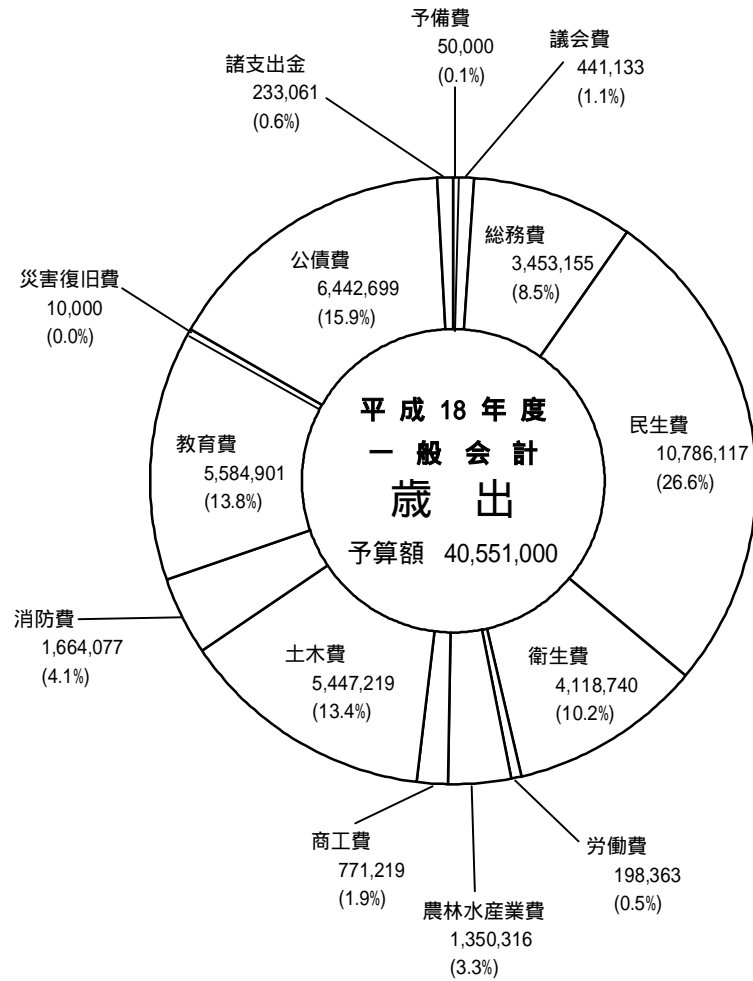 予備費
50,000
(0.1%)
議会費
441,133
(1.1%)
総務費
3,453,155
(8.5%)
民生費
10,786,117
(26.6%)
衛生費
4,118,740
(10.2%)
労働費
198,363
(0.5%)
農林水産業費
1,350,316
(3.3%)
商工費
771,219
(1.9%)
土木費
5,447,219
(13.4%)
消防費
1,664,077
(4.1%)
教育費
5,584,901
(13.8%)
災害復旧費
10,000
(0.0%)
公債費
6,442,699
(15.9%)
諸支出金
233,061
(0.6%)
平成 18 年度
一般会計
歳 出
予算額 40,551,000